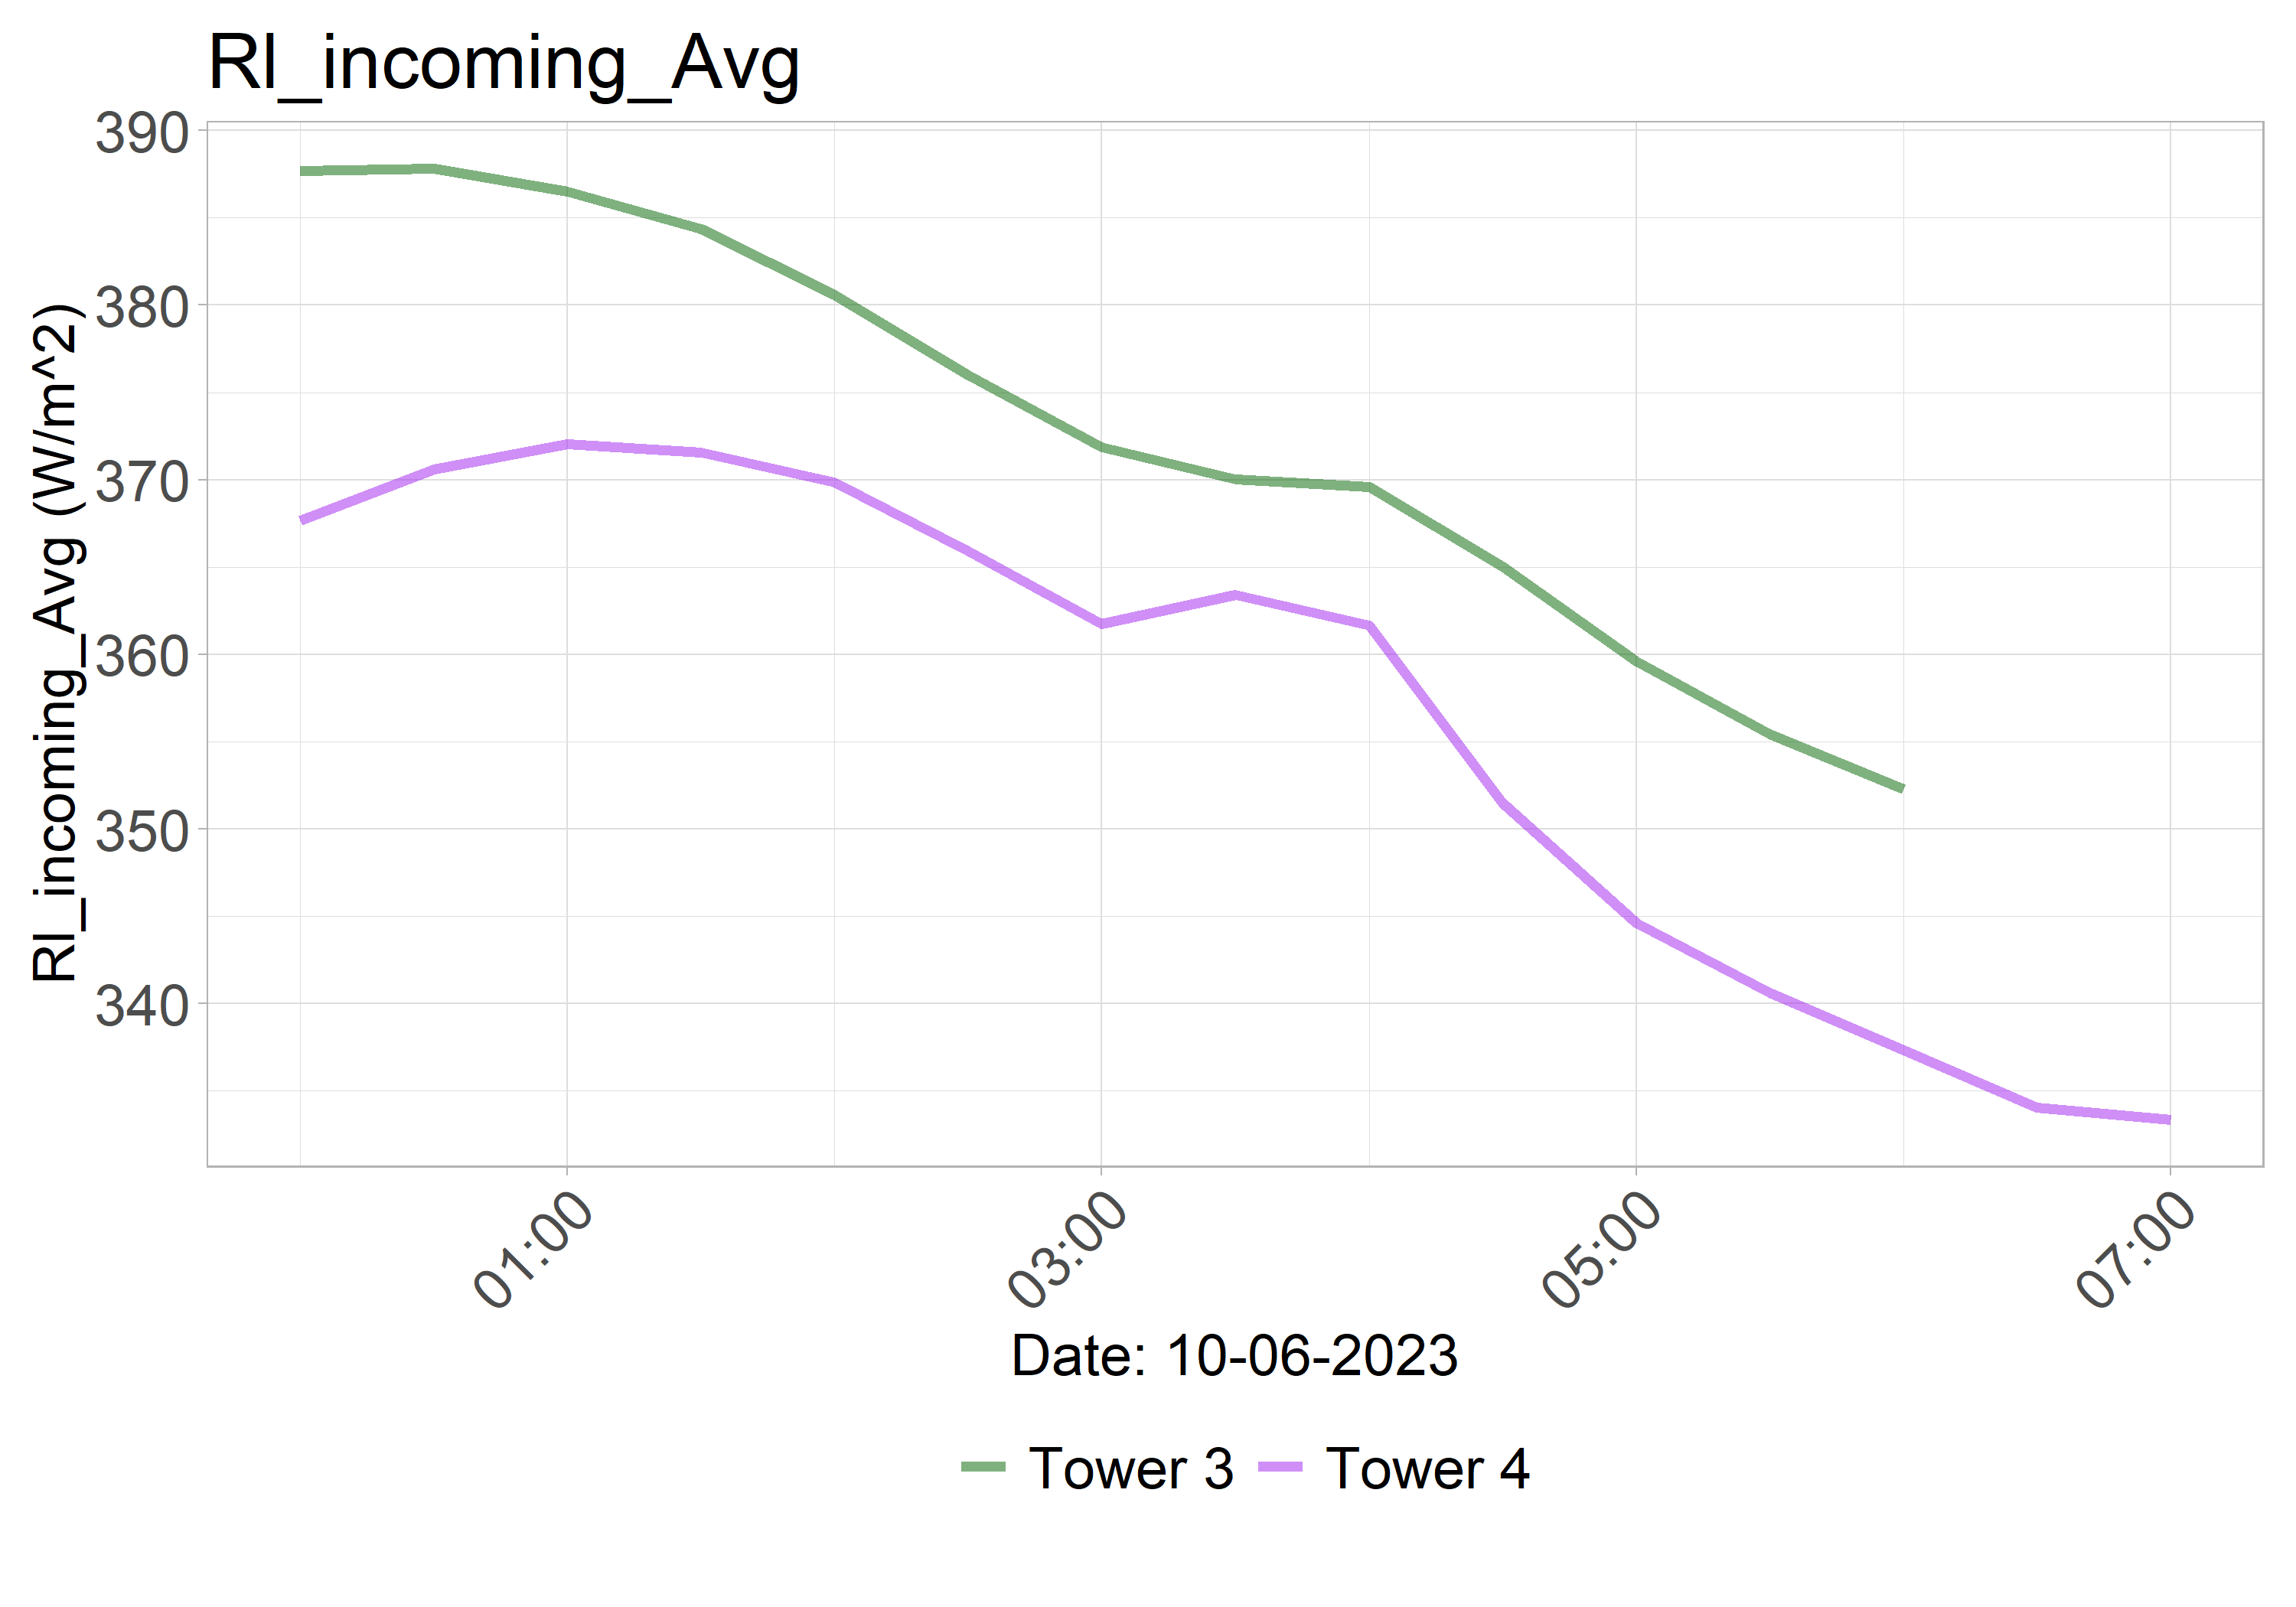 Rl_incoming_Avg
Rl_incoming_Avg (W/m^2)
390
380
370
360
350
340
01:00
03:00
05:00
07:00
Date: 10-06-2023
Tower 3
Tower 4